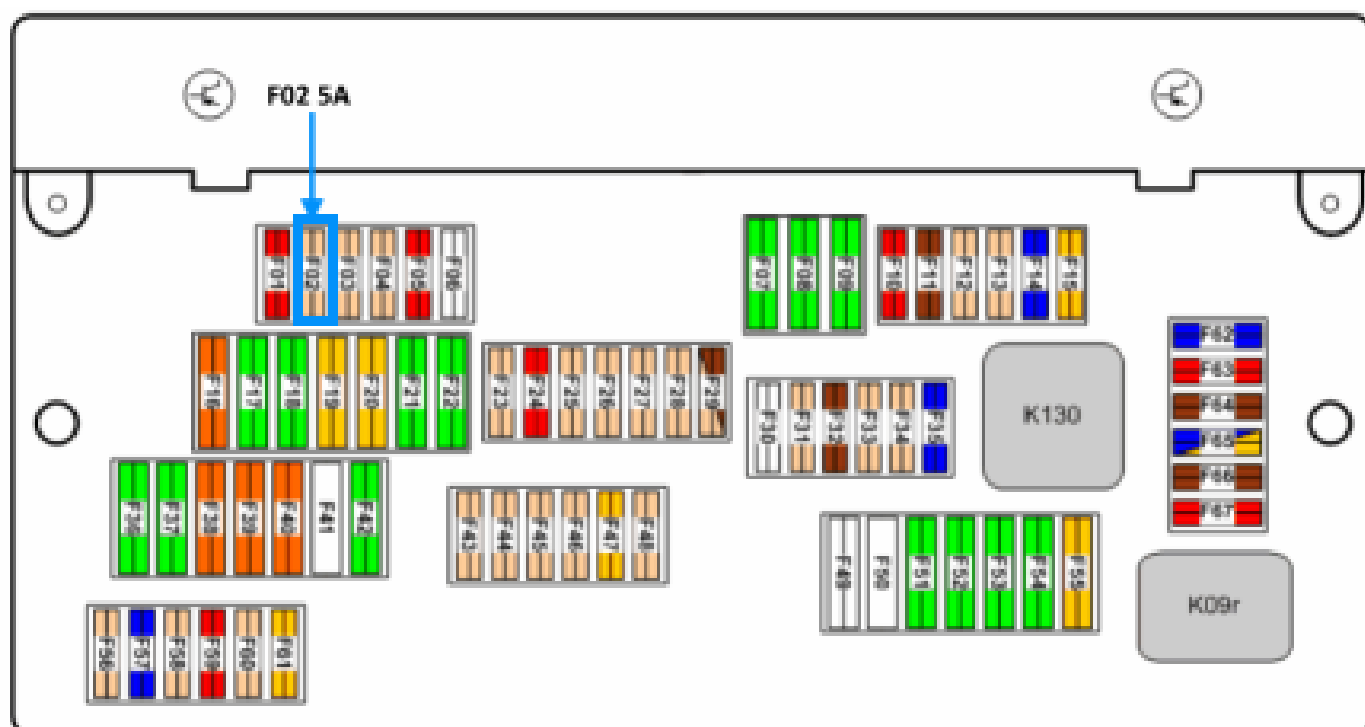 F02 5A
F01 F02 F03 F04 F05 F06
F07 F08 F09
F10 F11 F12 F13 F14 F15
F16 F17 F18 F19 F20 F21 F22
F23 F24 F25 F26 F27 F28 F29
F30 F31 F32 F33 F34 F35
K130
F62
F63
F64
F65
F66
F67
F36 F37 F38 F39 F40 F41 F42
F43 F44 F45 F46 F47 F48
F49 F50 F51 F52 F53 F54 F55
K09r
F56 F57 F58 F59 F60 F61